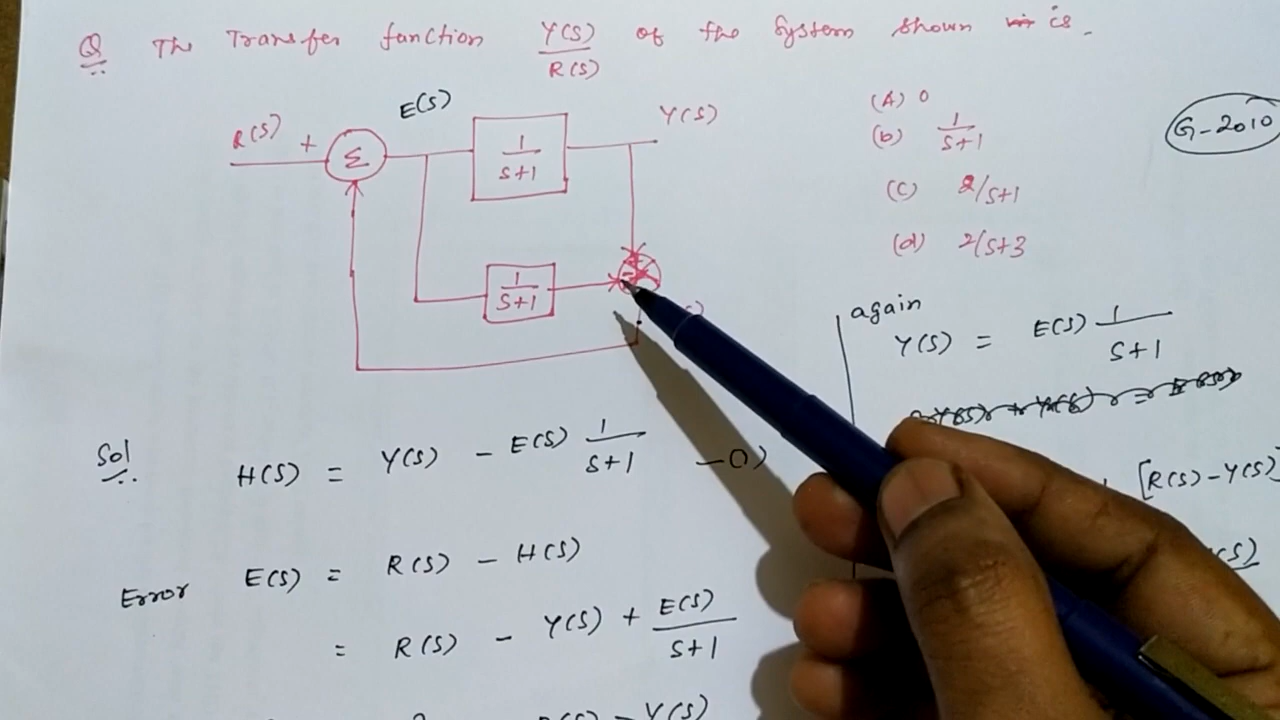 Q The Transfer function Y(S)/R(S) of the System shown is.
(A) 0
(b) 1/S+1
(c) 2/S+1
(d) 2/S+3
G-2010
R(S) + Σ E(S) 1/S+1 Y(S)
1/S+1 + -
Sol H(S) = Y(S) - E(S) 1/S+1
Error E(S) = R(S) - H(S)
= R(S) - Y(S) + E(S)/S+1
R(S) - Y(S)
again
Y(S) = E(S) 1/S+1
[R(S) - Y(S)]